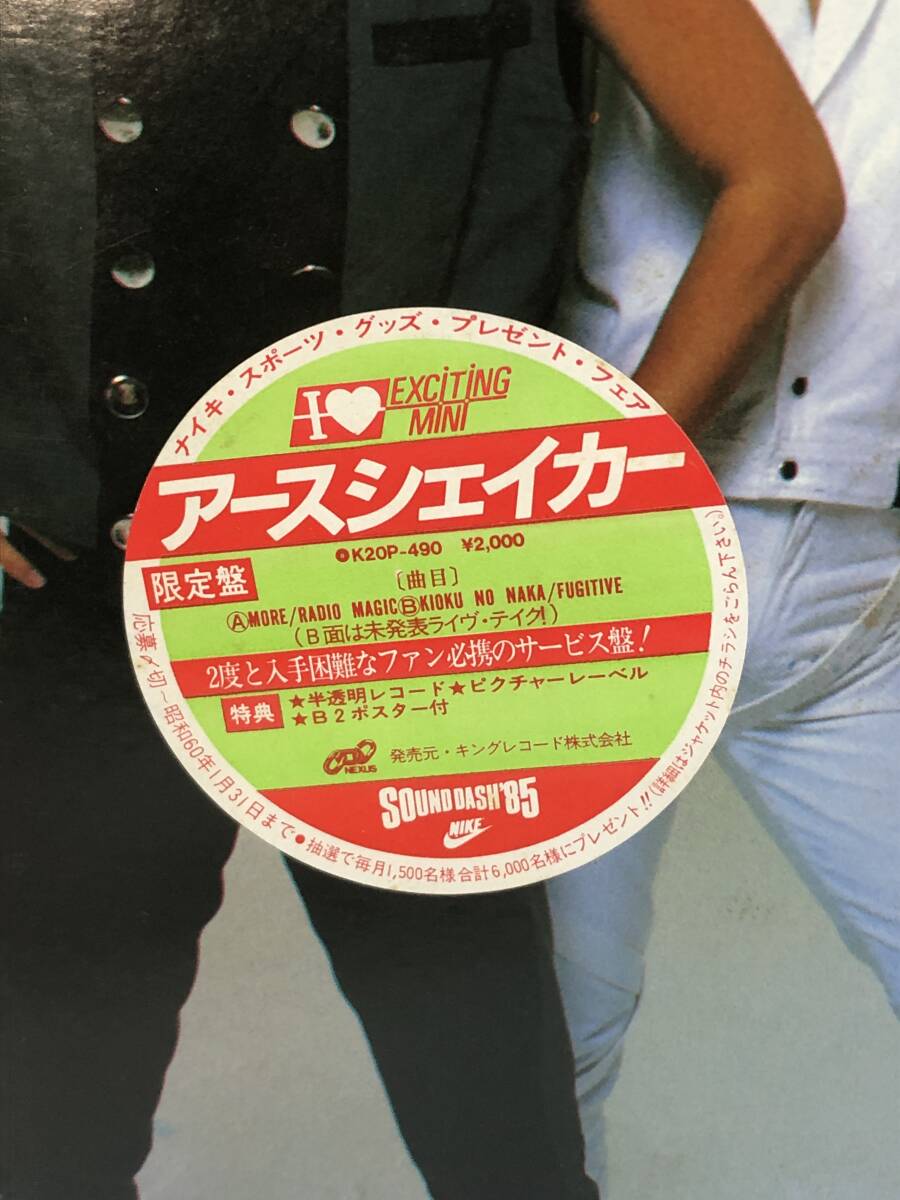 ナイキ・スポーツ・グッズ・プレゼント・フェア
I♥EXCITING
MINI
アースシェイカー
●K20P-490 ¥2,000
限定盤
〔曲目〕
ⒶMORE/RADIO MAGICⒷKIOKU NO NAKA/FUGITIVE
(B面は未発表ライヴ・テイク!)
2度と入手困難なファン必携のサービス盤!
特典
★半透明レコード★ピクチャーレーベル
★B2ポスター付
NEXUS
発売元・キングレコード株式会社
SOUND DASH'85
NIKE
応募〆切―昭和60年1月31日まで●抽選で毎月1,500名様合計6,000名様にプレゼント!!(詳細はジャケット内のチラシをごらん下さい。)